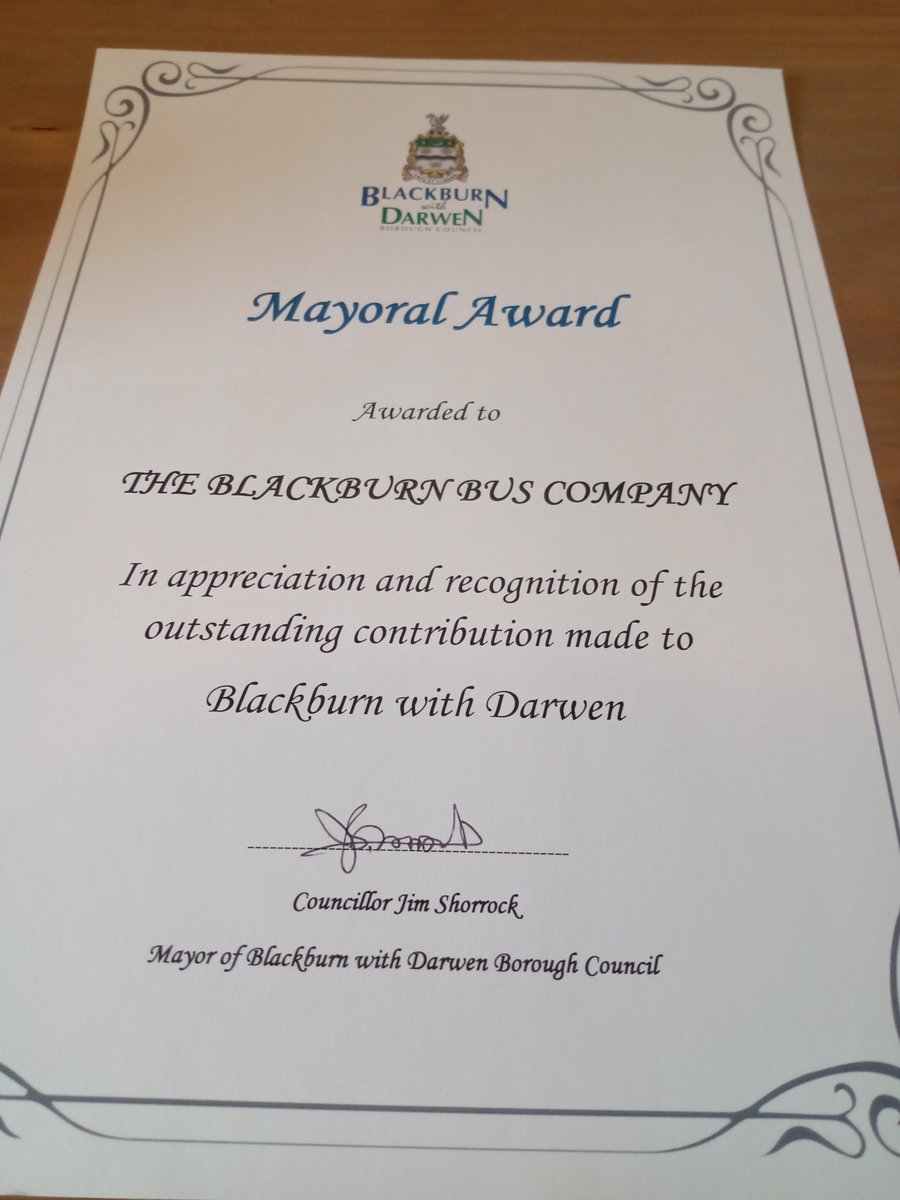 BLACKBURN
with
DARWEN
BOROUGH COUNCIL
Mayoral Award
Awarded to
THE BLACKBURN BUS COMPANY
In appreciation and recognition of the
outstanding contribution made to
Blackburn with Darwen
Councillor Jim Shorrock
Mayor of Blackburn with Darwen Borough Council